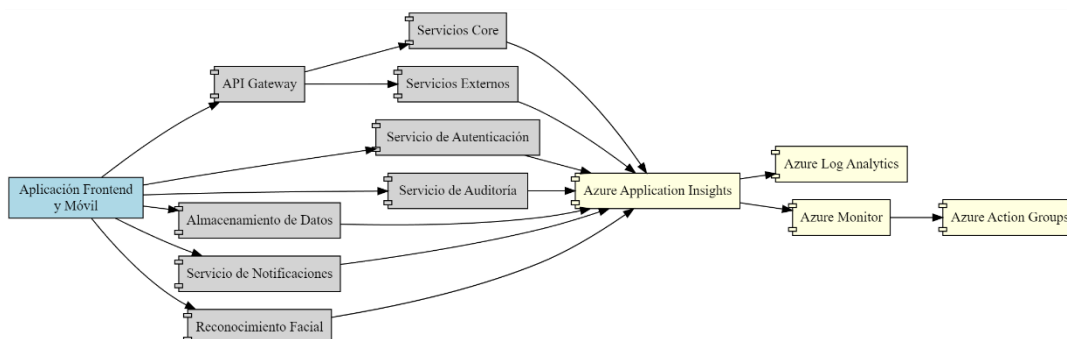 Servicios Core
API Gateway
Servicios Externos
Servicio de Autenticación
Azure Log Analytics
Aplicación Frontend
y Móvil
Servicio de Auditoría
Azure Application Insights
Almacenamiento de Datos
Azure Monitor
Azure Action Groups
Servicio de Notificaciones
Reconocimiento Facial